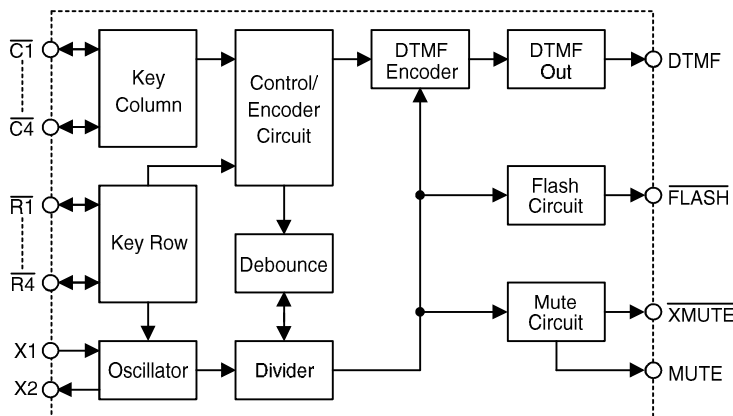 C1
C4
R1
R4
X1
X2
Key
Column
Key Row
Oscillator
Control/
Encoder
Circuit
Debounce
Divider
DTMF
Encoder
DTMF
Out
Flash
Circuit
Mute
Circuit
DTMF
FLASH
XMUTE
MUTE